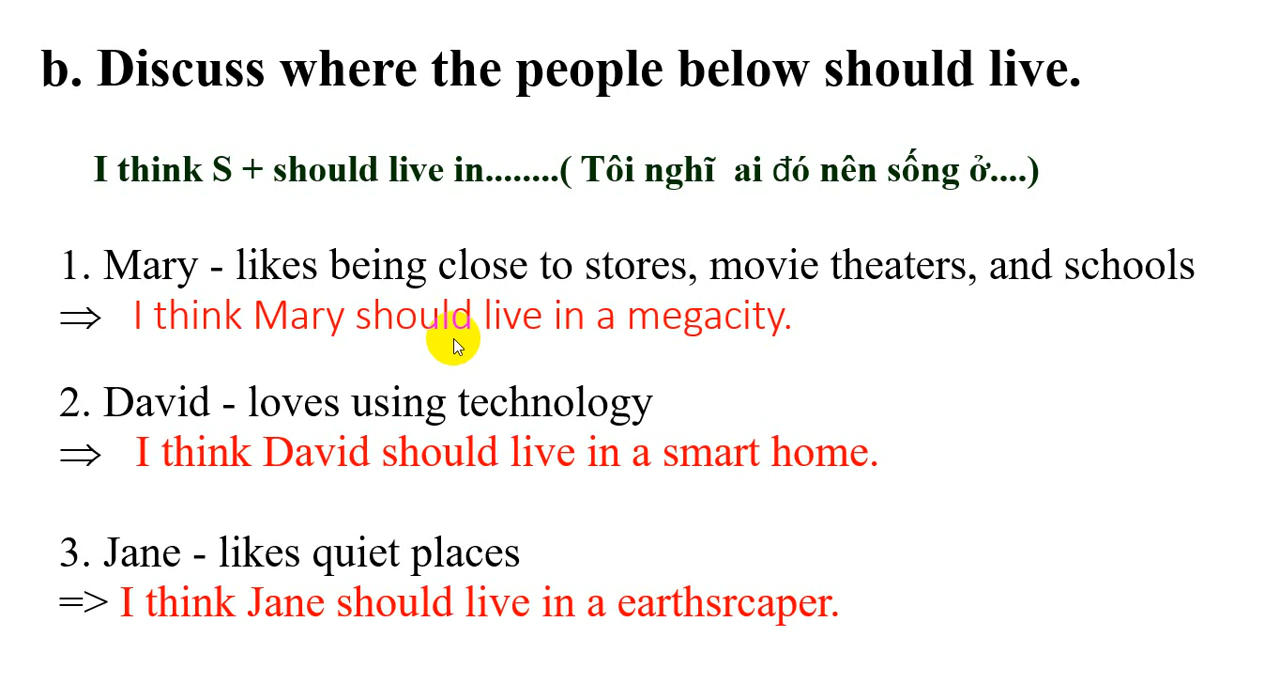 b. Discuss where the people below should live.
I think S + should live in........( Tôi nghĩ ai đó nên sống ở....)
1. Mary - likes being close to stores, movie theaters, and schools
⇒ I think Mary should live in a megacity.
2. David - loves using technology
⇒ I think David should live in a smart home.
3. Jane - likes quiet places
=> I think Jane should live in a earthsrcaper.